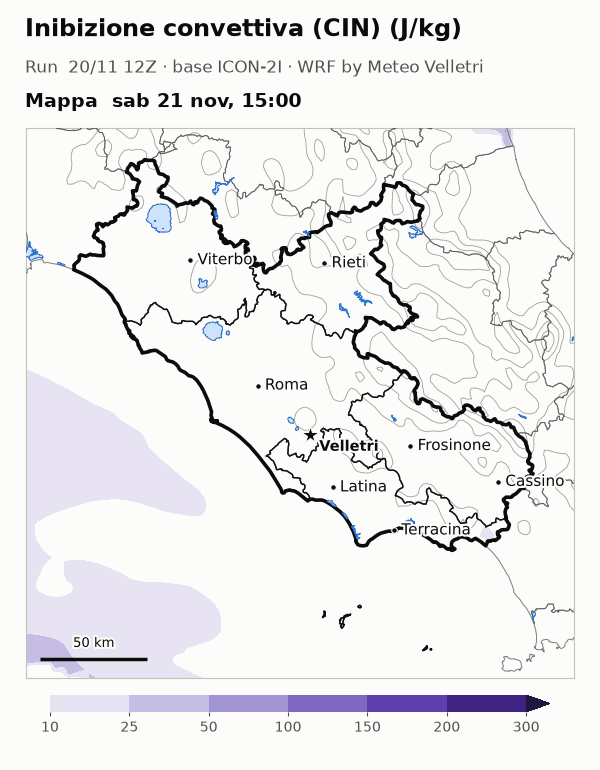 Inibizione convettiva (CIN) (J/kg)
Run  20/11 12Z · base ICON-2I · WRF by Meteo Velletri
Mappa  sab 21 nov, 15:00
Viterbo
Rieti
Roma
Velletri
Frosinone
Cassino
Latina
Terracina
50 km
10 25 50 100 150 200 300